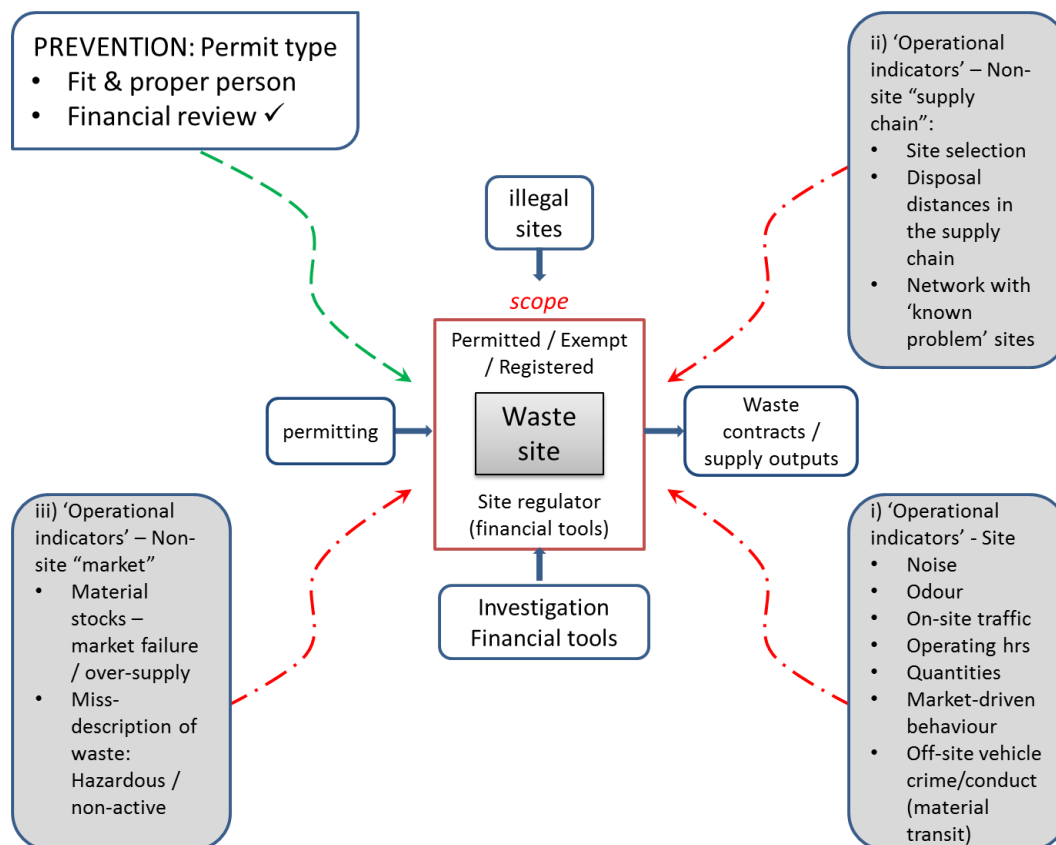 PREVENTION: Permit type
• Fit & proper person
• Financial review ✓
ii) ‘Operational
indicators’ – Non-
site “supply
chain”:
• Site selection
• Disposal
distances in
the supply
chain
• Network with
‘known
problem’ sites
illegal
sites
scope
Permitted / Exempt
/ Registered
Waste
site
Site regulator
(financial tools)
permitting
Waste
contracts /
supply outputs
Investigation
Financial tools
iii) ‘Operational
indicators’ – Non-
site “market”
• Material
stocks –
market failure
/ over-supply
• Miss-
description of
waste:
Hazardous /
non-active
i) ‘Operational
indicators’ - Site
• Noise
• Odour
• On-site traffic
• Operating hrs
• Quantities
• Market-driven
behaviour
• Off-site vehicle
crime/conduct
(material
transit)